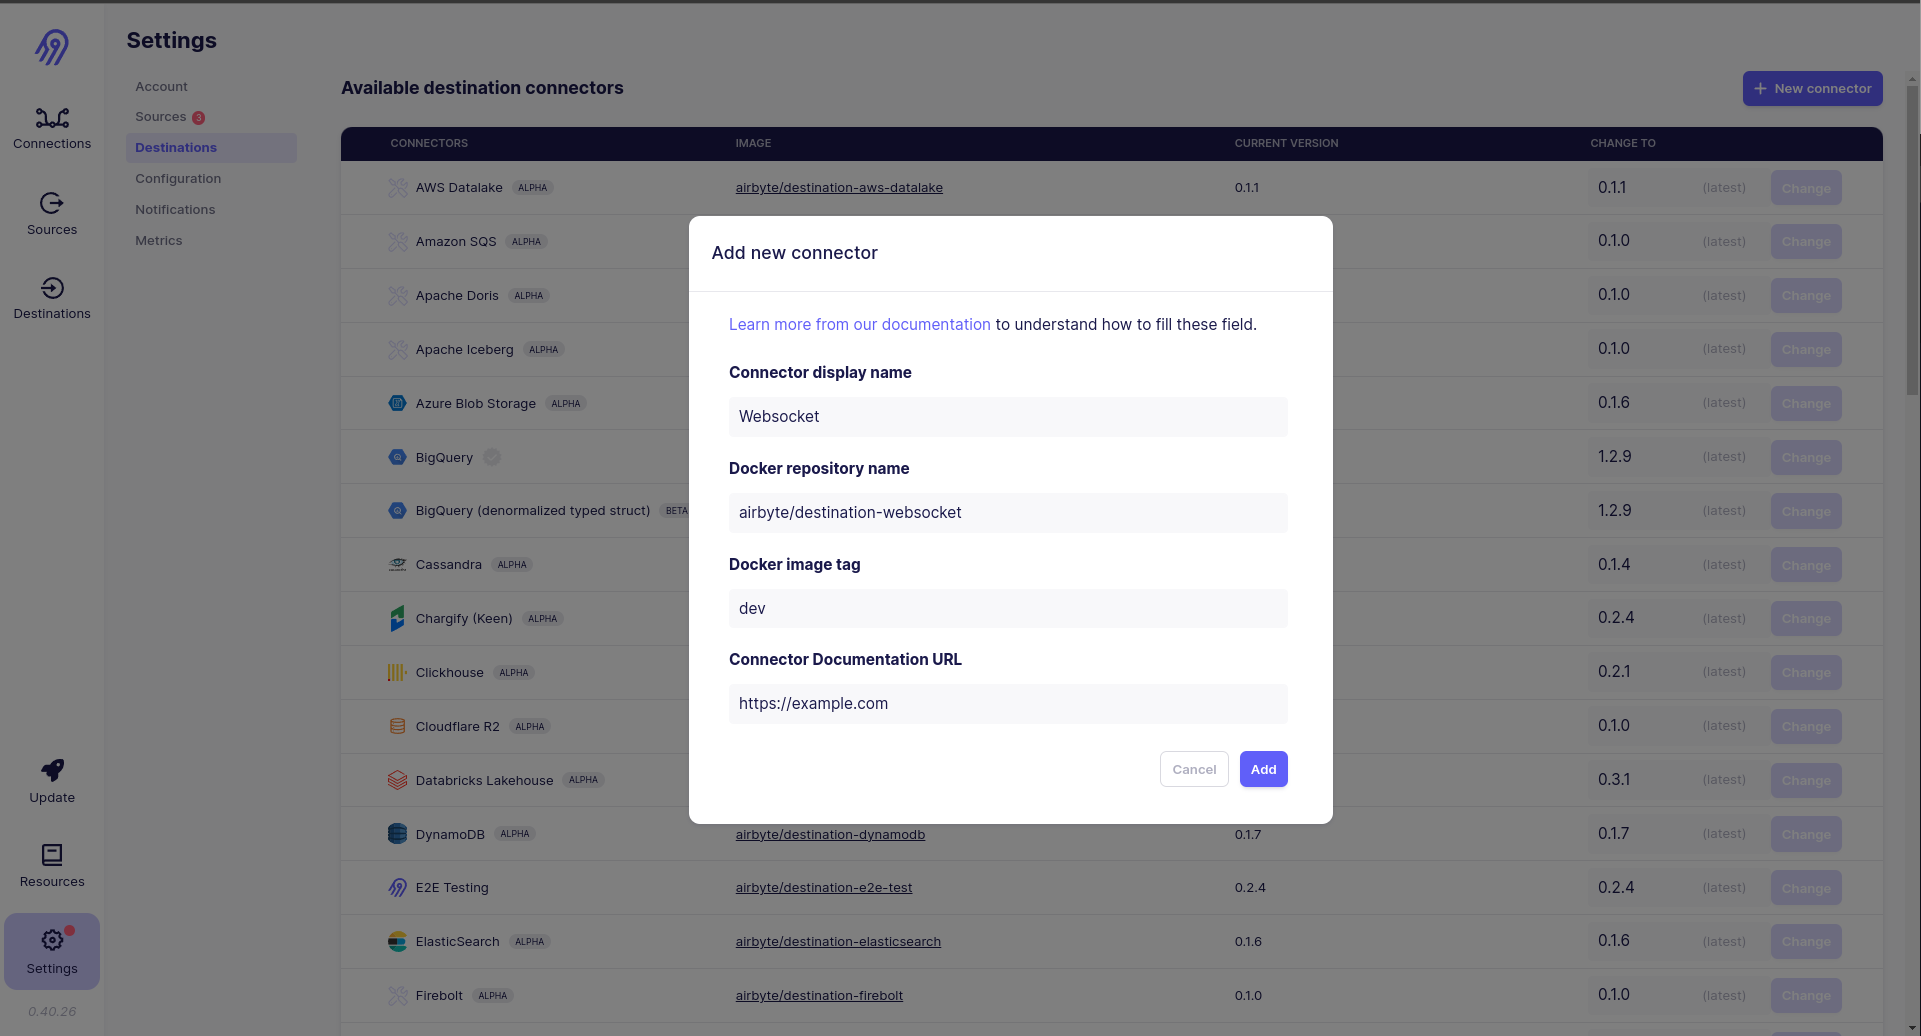 Settings
Connections
Sources
Destinations
Update
Resources
Settings
0.40.26
Account
Sources 3
Destinations
Configuration
Notifications
Metrics
Available destination connectors
+ New connector
CONNECTORS IMAGE CURRENT VERSION CHANGE TO
AWS Datalake ALPHA airbyte/destination-aws-datalake 0.1.1 0.1.1 (latest) Change
Amazon SQS ALPHA 0.1.0 (latest) Change
Apache Doris ALPHA 0.1.0 (latest) Change
Apache Iceberg ALPHA 0.1.0 (latest) Change
Azure Blob Storage ALPHA 0.1.6 (latest) Change
BigQuery 1.2.9 (latest) Change
BigQuery (denormalized typed struct) BETA 1.2.9 (latest) Change
Cassandra ALPHA 0.1.4 (latest) Change
Chargify (Keen) ALPHA 0.2.4 (latest) Change
Clickhouse ALPHA 0.2.1 (latest) Change
Cloudflare R2 ALPHA 0.1.0 (latest) Change
Databricks Lakehouse ALPHA 0.3.1 (latest) Change
DynamoDB ALPHA airbyte/destination-dynamodb 0.1.7 0.1.7 (latest) Change
E2E Testing airbyte/destination-e2e-test 0.2.4 0.2.4 (latest) Change
ElasticSearch ALPHA airbyte/destination-elasticsearch 0.1.6 0.1.6 (latest) Change
Firebolt ALPHA airbyte/destination-firebolt 0.1.0 0.1.0 (latest) Change
Add new connector
Learn more from our documentation to understand how to fill these field.
Connector display name
Websocket
Docker repository name
airbyte/destination-websocket
Docker image tag
dev
Connector Documentation URL
https://example.com
Cancel Add